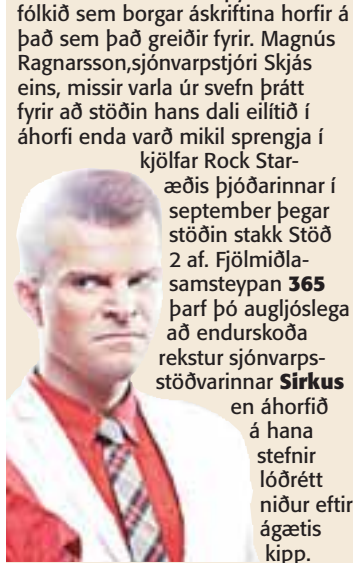 fólkið sem borgar áskriftina horfir á
það sem það greiðir fyrir. Magnús
Ragnarsson,sjónvarpstjóri Skjás
eins, missir varla úr svefn þrátt
fyrir að stöðin hans dali eilítið í
áhorfi enda varð mikil sprengja í
kjölfar Rock Star-
æðis þjóðarinnar í
september þegar
stöðin stakk Stöð
2 af. Fjölmiðla-
samsteypan 365
þarf þó augljóslega
að endurskoða
rekstur sjónvarps-
stöðvarinnar Sirkus
en áhorfið
á hana
stefnir
lóðrétt
niður eftir
ágætis
kipp.